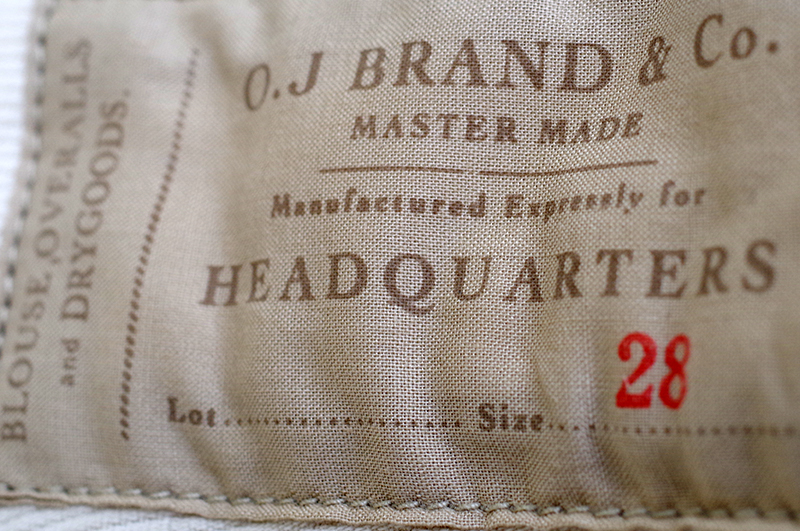 O.J BRAND & Co.
MASTER MADE
Manufactured Expressly for
HEADQUARTERS
Lot.......................... Size.......................... 28
BLOUSE, OVERALLS
and DRYGOODS.